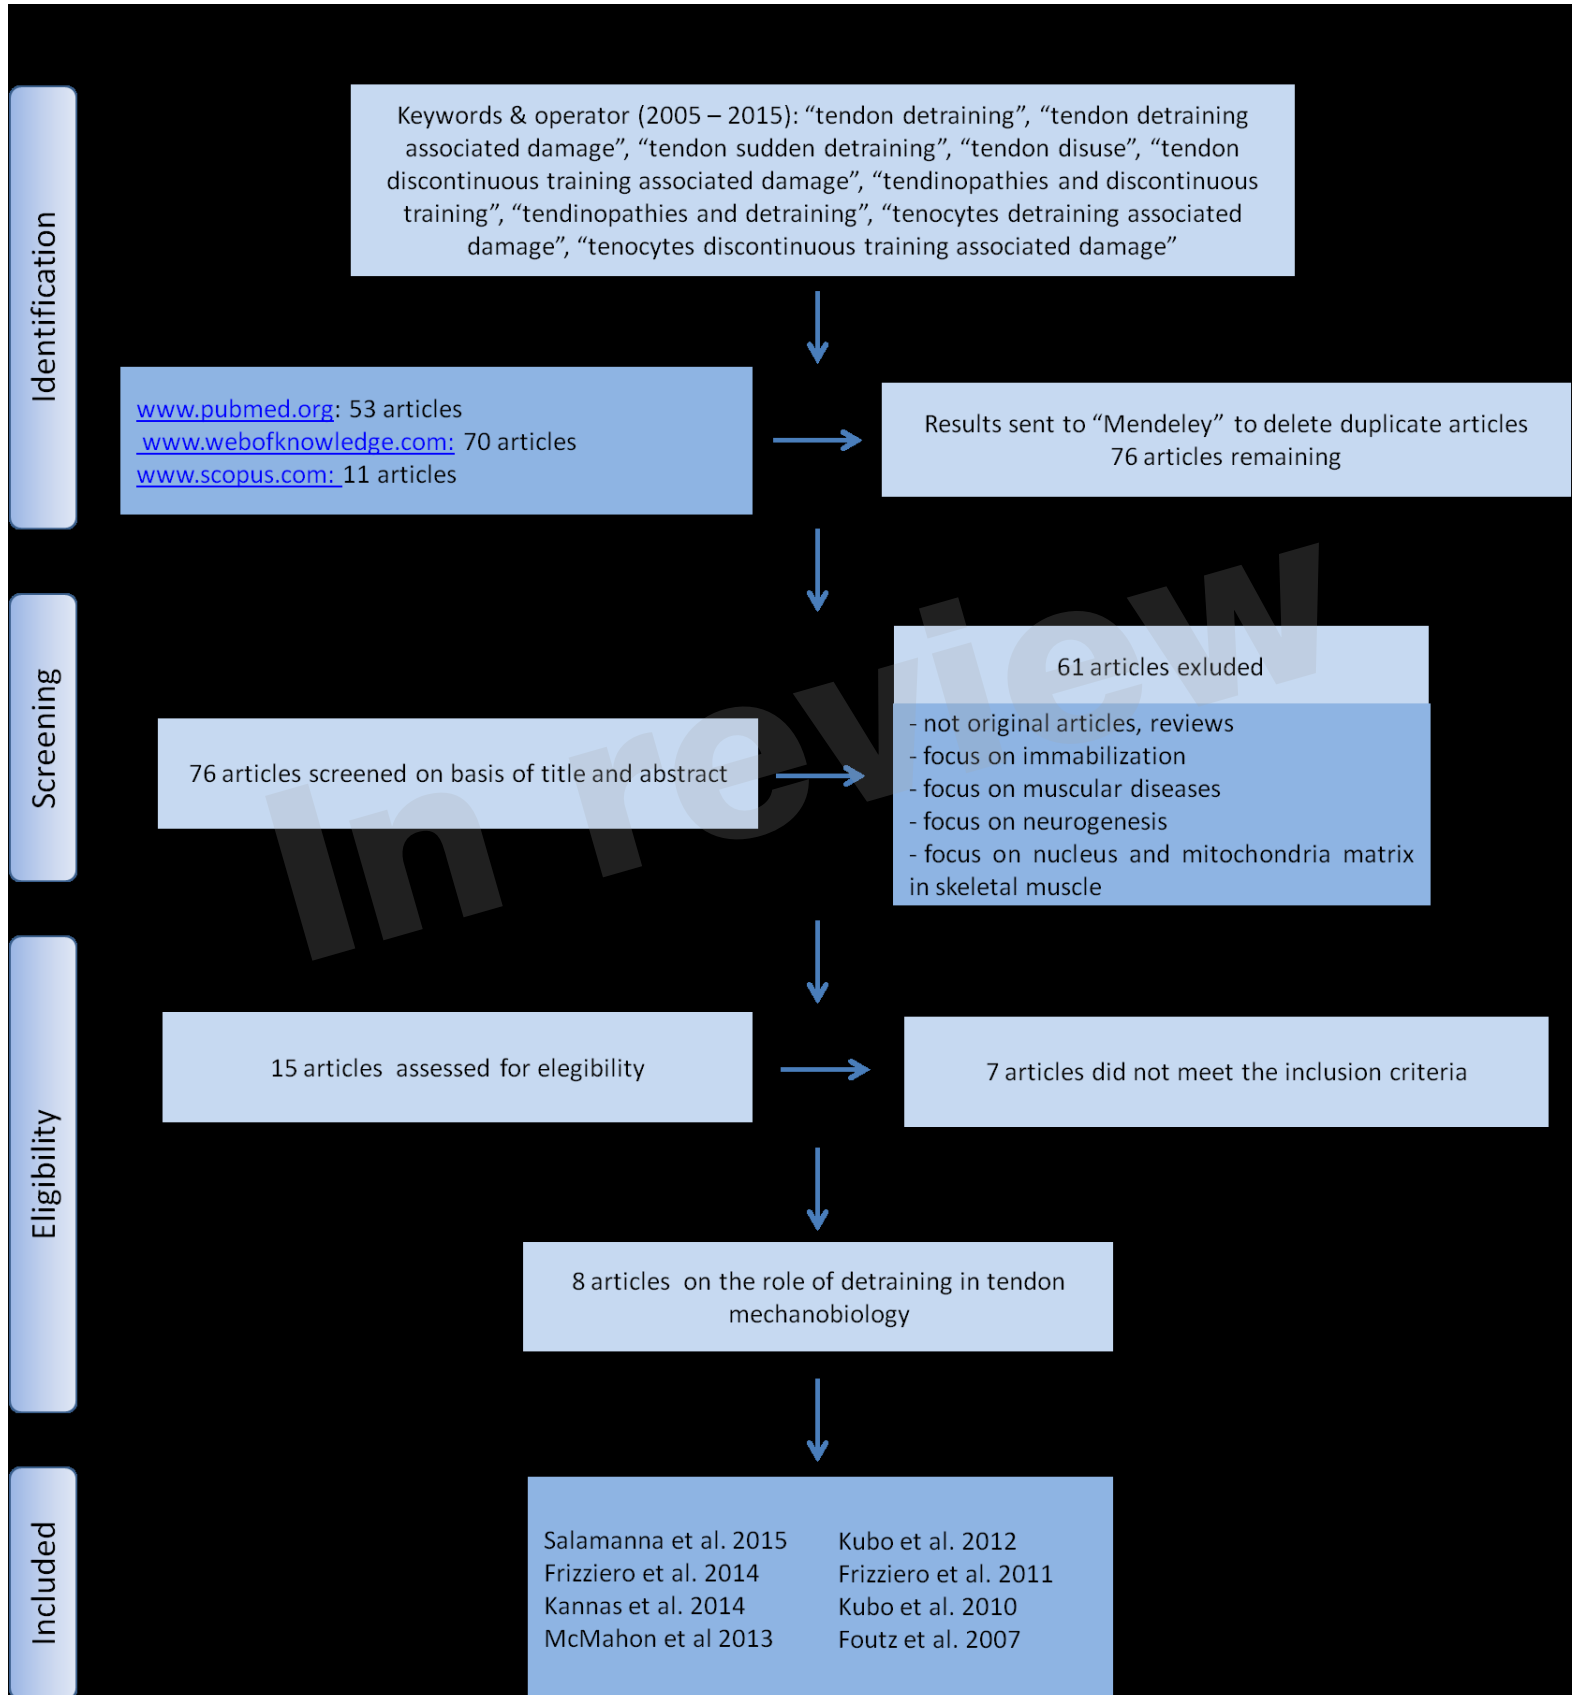 Identification
Keywords & operator (2005 – 2015): “tendon detraining”, “tendon detraining
associated damage”, “tendon sudden detraining”, “tendon disuse”, “tendon
discontinuous training associated damage”, “tendinopathies and discontinuous
training”, “tendinopathies and detraining”, “tenocytes detraining associated
damage”, “tenocytes discontinuous training associated damage”
www.pubmed.org: 53 articles
www.webofknowledge.com: 70 articles
www.scopus.com: 11 articles
Results sent to “Mendeley” to delete duplicate articles
76 articles remaining
Screening
76 articles screened on basis of title and abstract
61 articles exluded
- not original articles, reviews
- focus on immabilization
- focus on muscular diseases
- focus on neurogenesis
- focus on nucleus and mitochondria matrix
in skeletal muscle
In review
Eligibility
15 articles assessed for elegibility
7 articles did not meet the inclusion criteria
8 articles on the role of detraining in tendon
mechanobiology
Included
Salamanna et al. 2015
Frizziero et al. 2014
Kannas et al. 2014
McMahon et al 2013
Kubo et al. 2012
Frizziero et al. 2011
Kubo et al. 2010
Foutz et al. 2007